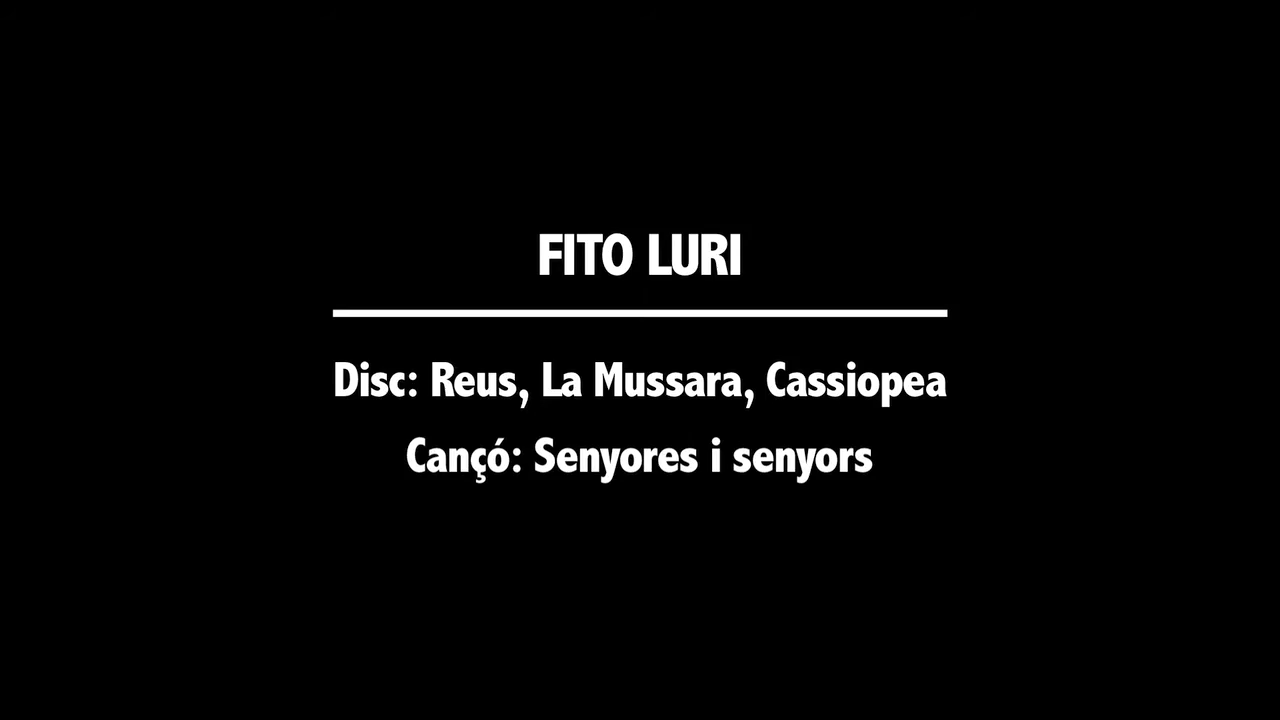 FITO LURI
Disc: Reus, La Mussara, Cassiopea
Cançó: Senyores i senyors